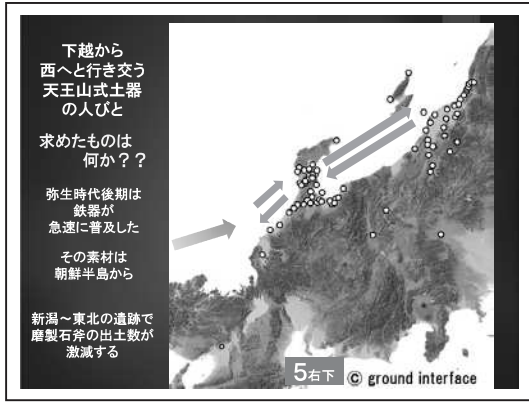 下越から
西へと行き交う
天王山式土器
の人びと
求めたものは
何か？？
弥生時代後期は
鉄器が
急速に普及した
その素材は
朝鮮半島から
新潟～東北の遺跡で
磨製石斧の出土数が
激減する
5右下
© ground interface